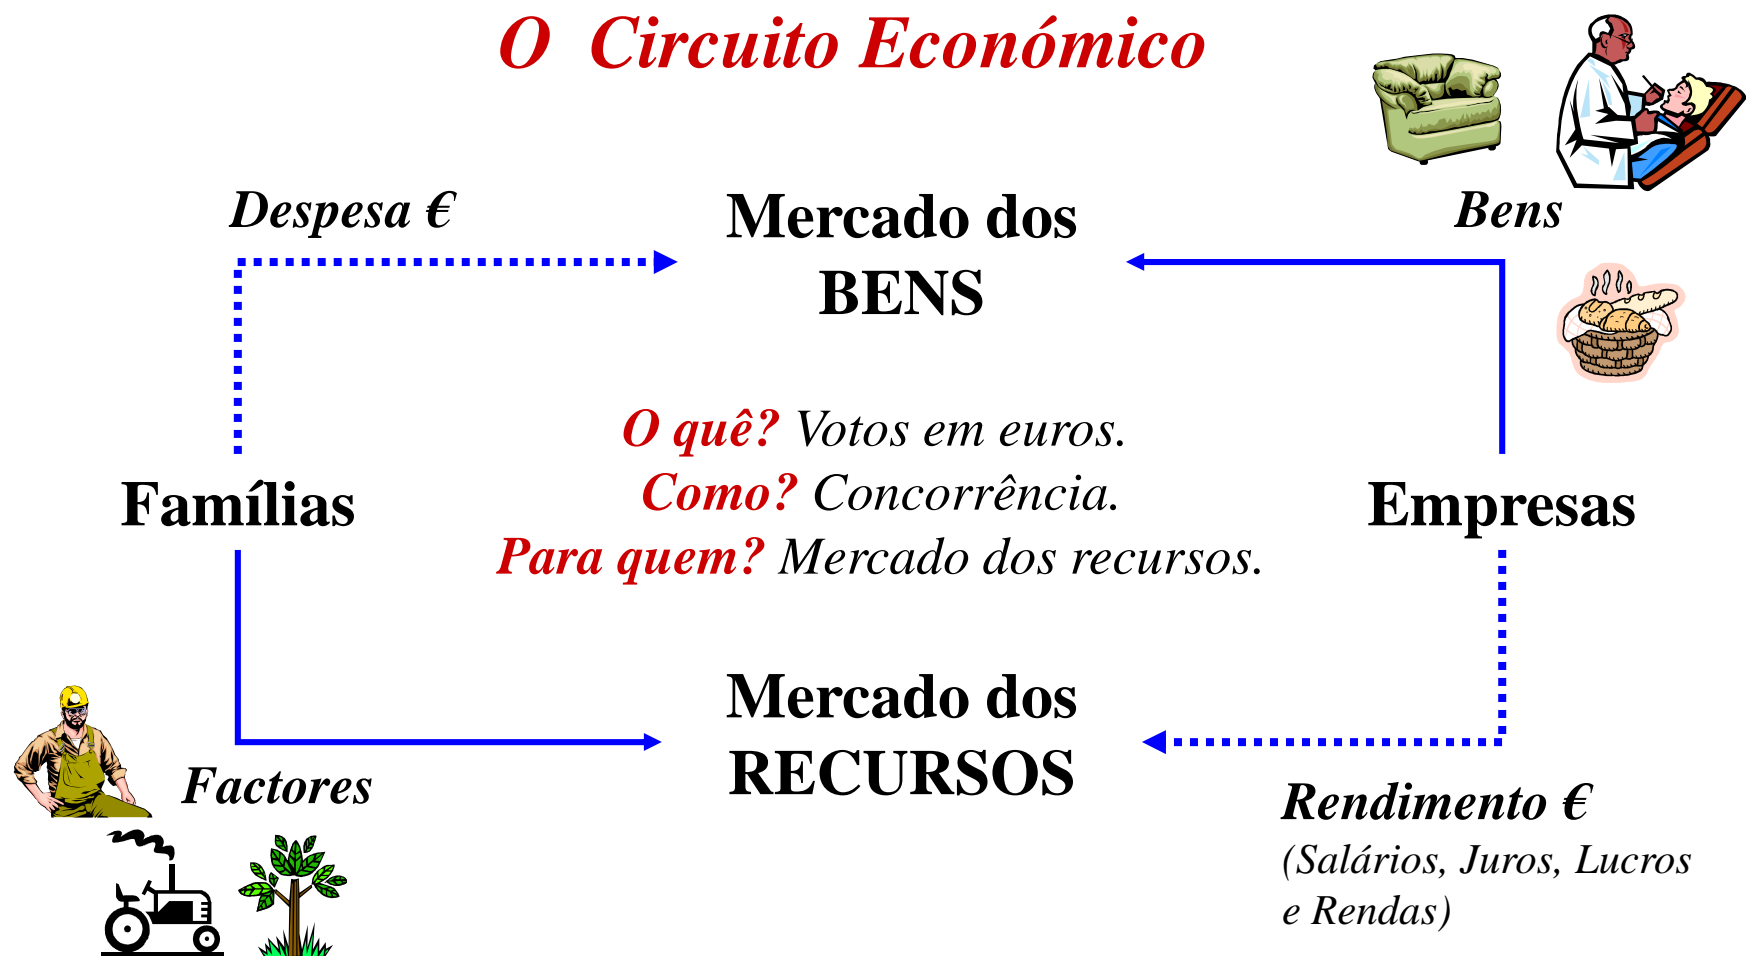 O Circuito Económico
Despesa €
Mercado dos
BENS
Bens
O quê? Votos em euros.
Como? Concorrência.
Para quem? Mercado dos recursos.
Famílias
Empresas
Mercado dos
RECURSOS
Factores
Rendimento €
(Salários, Juros, Lucros
e Rendas)